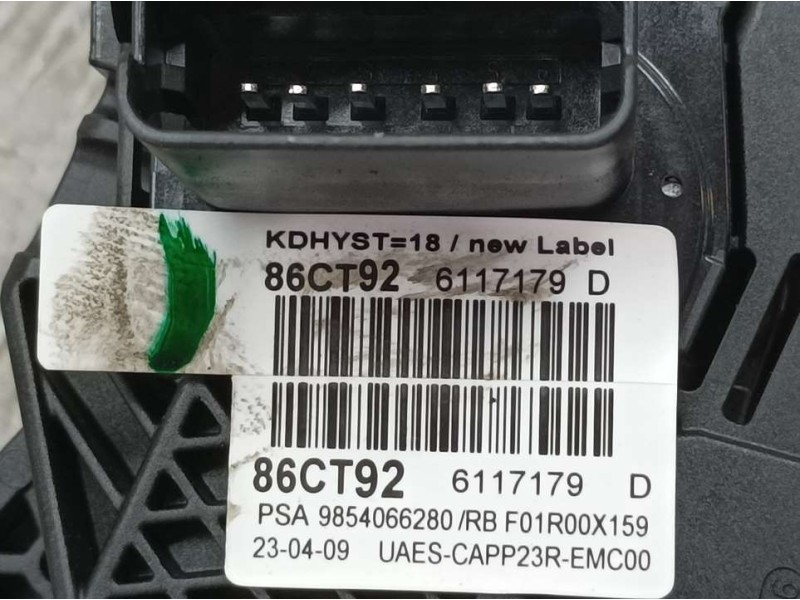 KDHYST=18 / new Label
86CT92 6117179 D
86CT92 6117179 D
PSA 9854066280 /RB F01R00X159
23-04-09 UAES-CAPP23R-EMC00